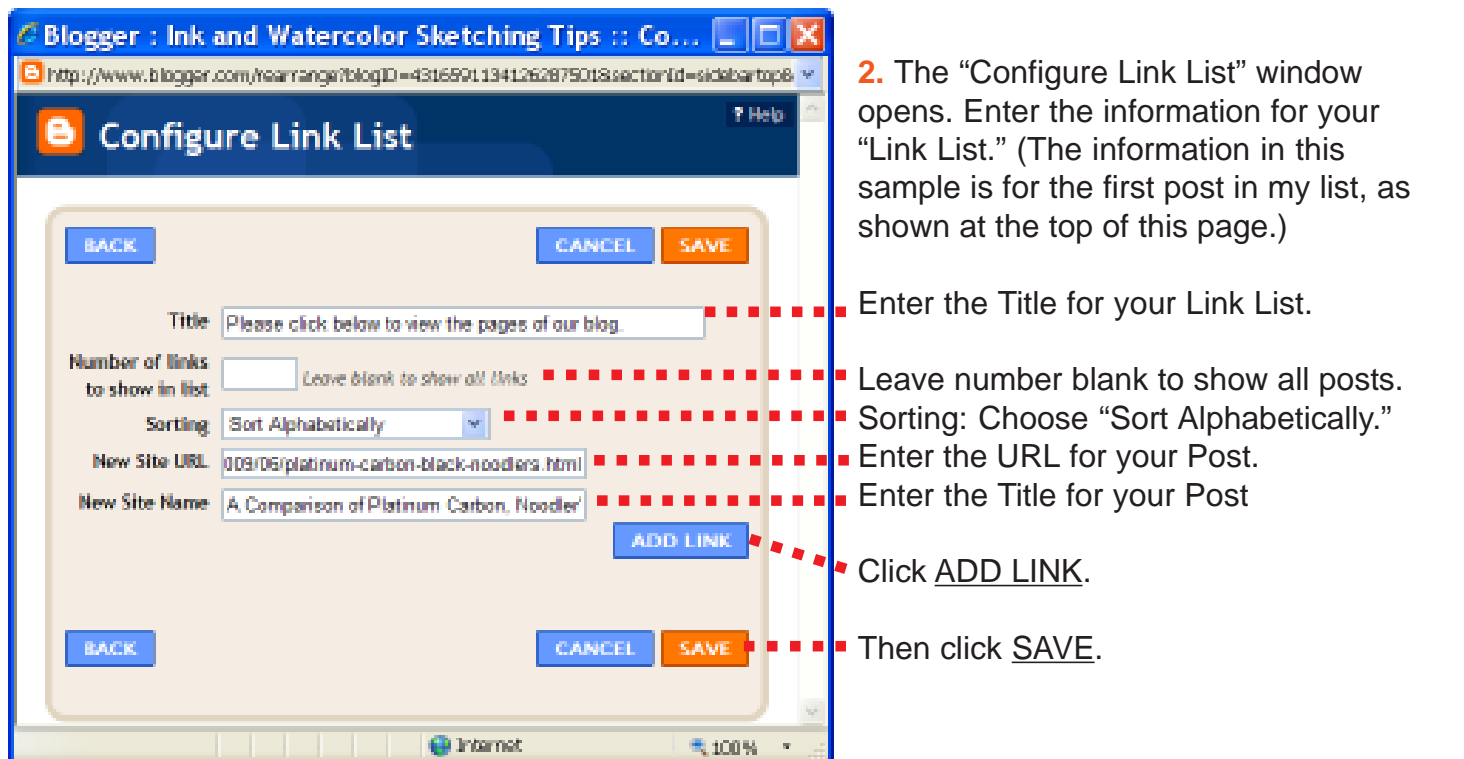 Blogger : Ink and Watercolor Sketching Tips :: Co...
http://www.blogger.com/rearrange?blogID=4316591134126287501&sectionId=sidebartop&
Configure Link List
? Help
BACK
CANCEL
SAVE
Title
Please click below to view the pages of our blog.
Number of links
to show in list
Leave blank to show all links
Sorting
Sort Alphabetically
New Site URL
009/06/platinum-carbon-black-noodlers.html
New Site Name
A Comparison of Platinum Carbon, Noodler'
ADD LINK
BACK
CANCEL
SAVE
Internet
100%
2. The “Configure Link List” window
opens. Enter the information for your
“Link List.” (The information in this
sample is for the first post in my list, as
shown at the top of this page.)
Enter the Title for your Link List.
Leave number blank to show all posts.
Sorting: Choose “Sort Alphabetically.”
Enter the URL for your Post.
Enter the Title for your Post
Click ADD LINK.
Then click SAVE.